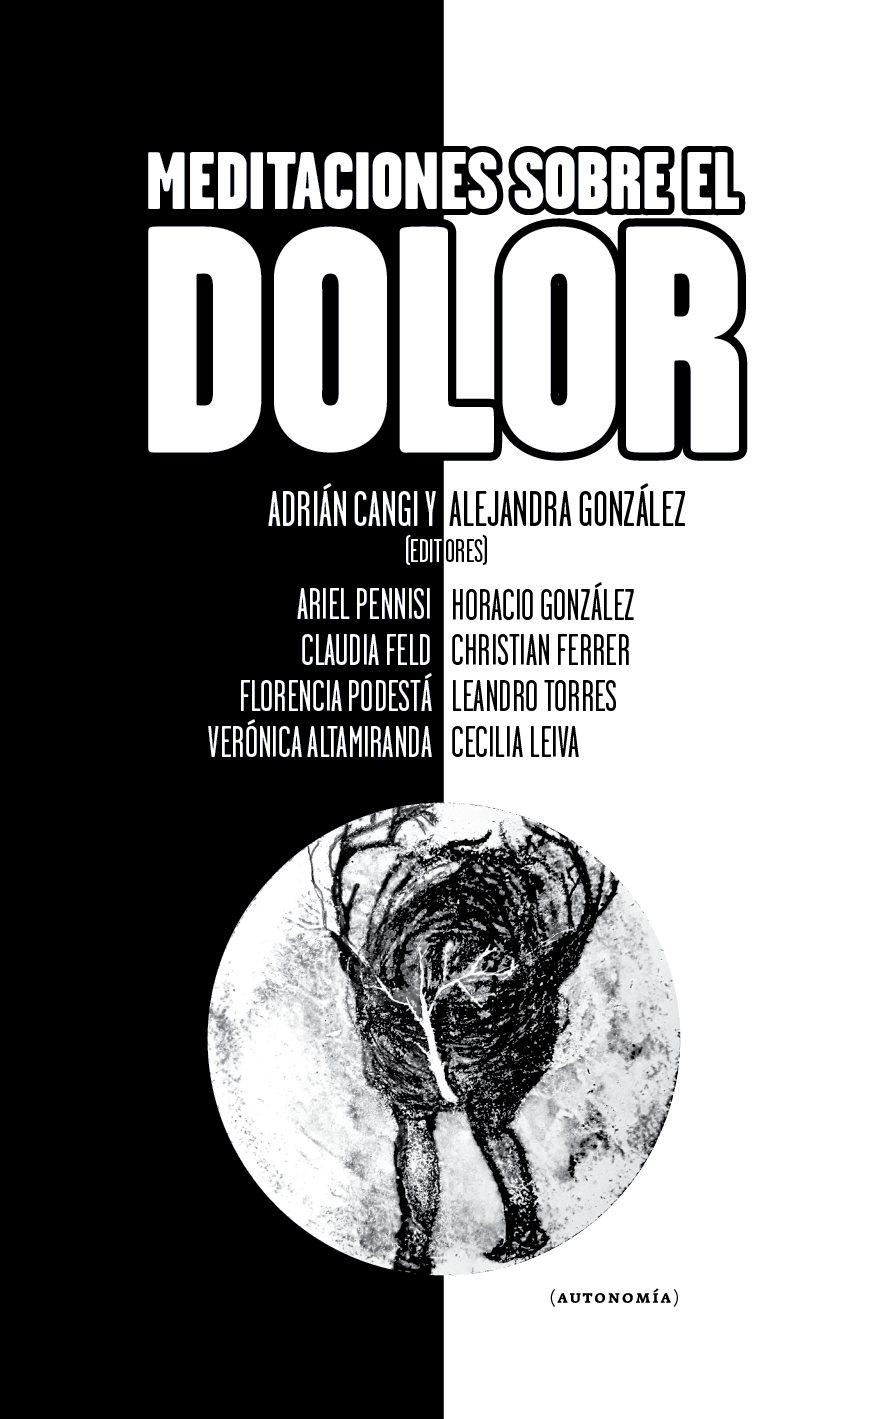 MEDITACIONES SOBRE EL
DOLOR
ADRIÁN CANGI Y ALEJANDRA GONZÁLEZ
(EDITORES)
ARIEL PENNISI HORACIO GONZÁLEZ
CLAUDIA FELD CHRISTIAN FERRER
FLORENCIA PODESTÁ LEANDRO TORRES
VERÓNICA ALTAMIRANDA CECILIA LEIVA
(AUTONOMÍA)